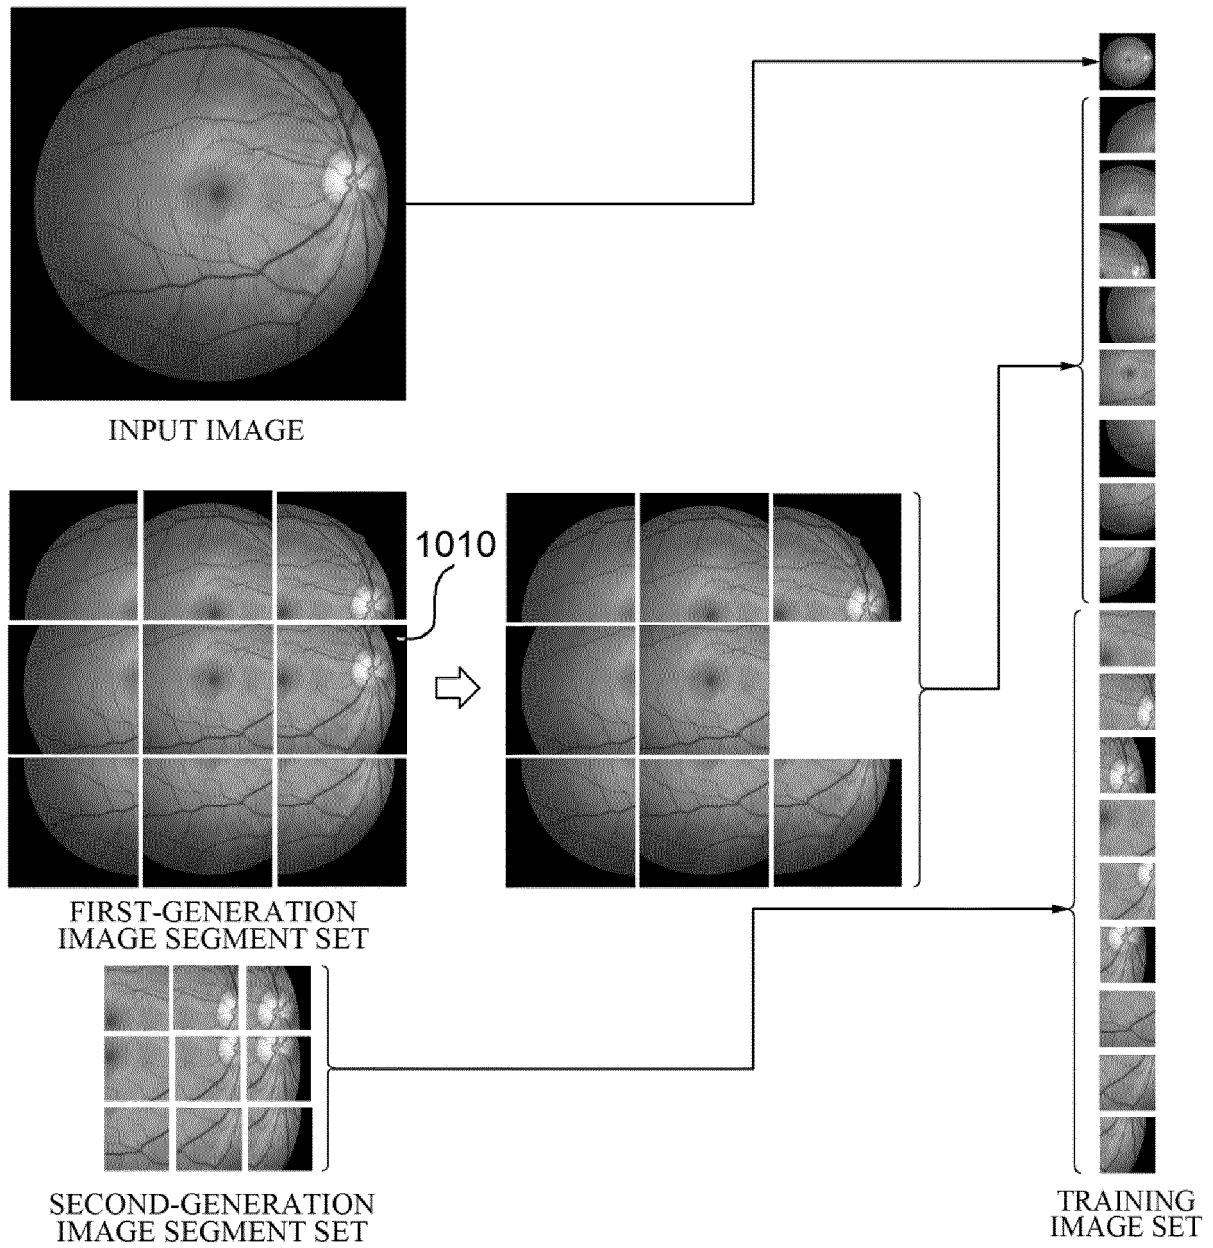 INPUT IMAGE
1010
FIRST-GENERATION
IMAGE SEGMENT SET
SECOND-GENERATION
IMAGE SEGMENT SET
TRAINING
IMAGE SET